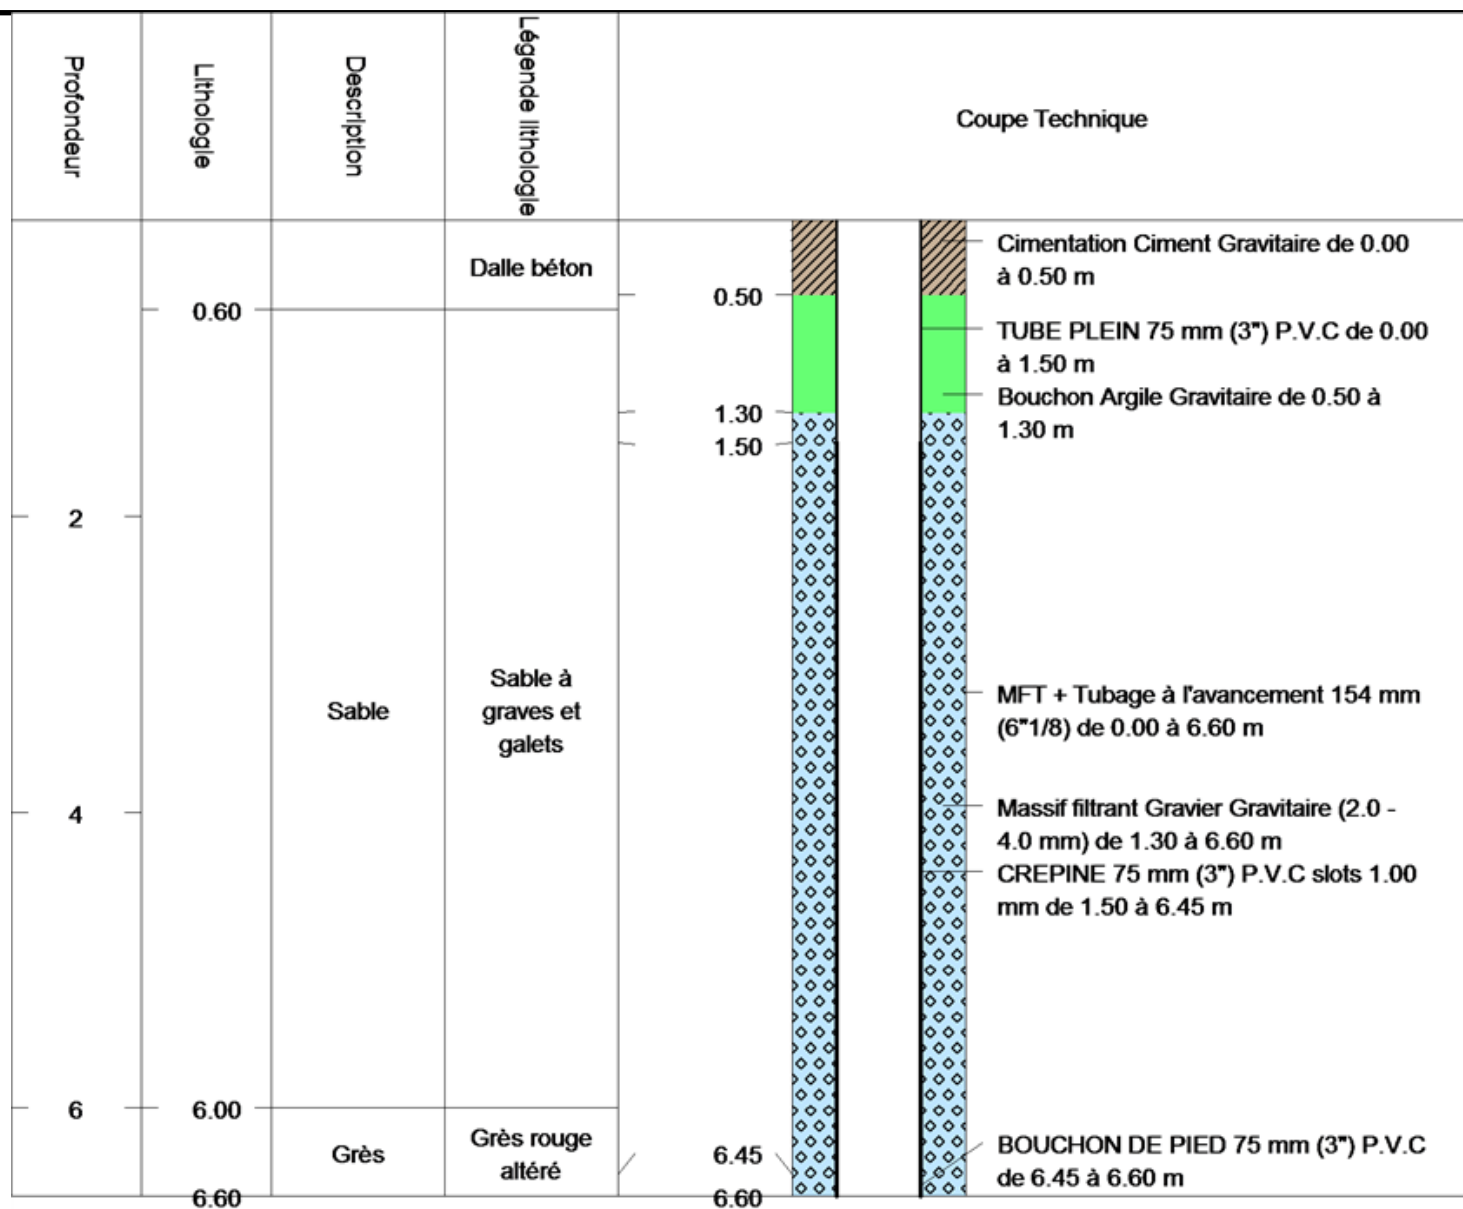 Profondeur
Lithologie
Description
Légende lithologie
Coupe Technique
Dalle béton
Cimentation Ciment Gravitaire de 0.00
à 0.50 m
0.50
0.60
TUBE PLEIN 75 mm (3") P.V.C de 0.00
à 1.50 m
Bouchon Argile Gravitaire de 0.50 à
1.30 m
1.30
1.50
2
Sable
Sable à
graves et
galets
MFT + Tubage à l'avancement 154 mm
(6"1/8) de 0.00 à 6.60 m
4
Massif filtrant Gravier Gravitaire (2.0 -
4.0 mm) de 1.30 à 6.60 m
CREPINE 75 mm (3") P.V.C slots 1.00
mm de 1.50 à 6.45 m
6
6.00
Grès
Grès rouge
altéré
6.45
BOUCHON DE PIED 75 mm (3") P.V.C
de 6.45 à 6.60 m
6.60
6.60